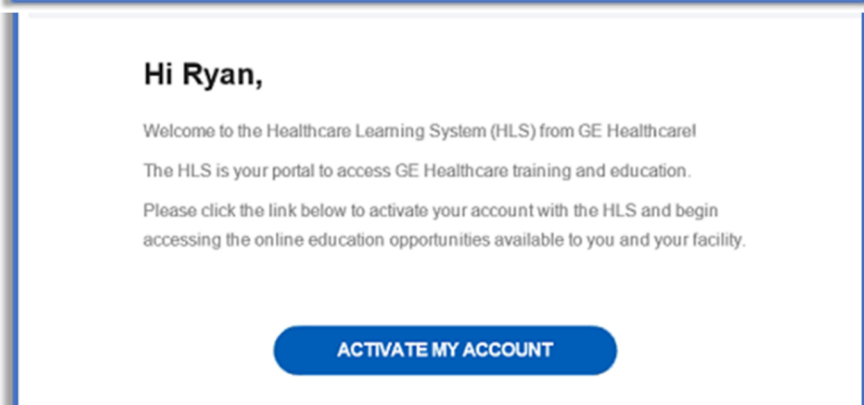 Hi Ryan,
Welcome to the Healthcare Learning System (HLS) from GE Healthcare!
The HLS is your portal to access GE Healthcare training and education.
Please click the link below to activate your account with the HLS and begin
accessing the online education opportunities available to you and your facility.
ACTIVATE MY ACCOUNT